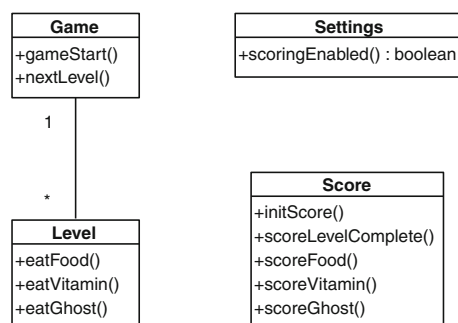 Game
+gameStart()
+nextLevel()
1
*
Level
+eatFood()
+eatVitamin()
+eatGhost()
Settings
+scoringEnabled() : boolean
Score
+initScore()
+scoreLevelComplete()
+scoreFood()
+scoreVitamin()
+scoreGhost()